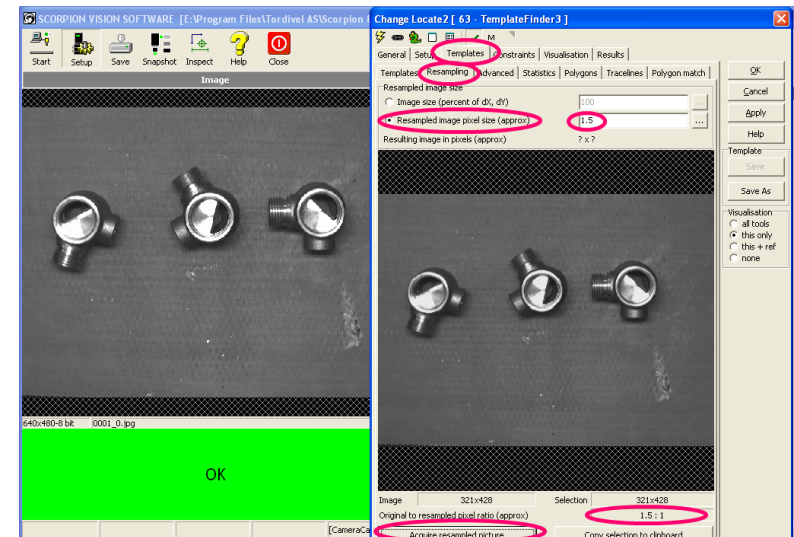 SCORPION VISION SOFTWARE [E:\Program Files\Tordivel AS\Scorpion
Start Setup Save Snapshot Inspect Help Close
Image
640x480-8 bit 0001_0.jpg
OK
[CameraCa
Change Locate2 [ 63 - TemplateFinder3 ]
M
General Setup Templates Constraints Visualisation Results
Templates Resampling Advanced Statistics Polygons Tracelines Polygon match
Resampled image size
Image size (percent of dX, dY) 100 ...
Resampled image pixel size (approx) 1.5 ...
Resulting image in pixels (approx) ? x ?
Image 321x428 Selection 321x428
Original to resampled pixel ratio (approx) 1.5 : 1
Acquire resampled picture Copy selection to clipboard
OK
Cancel
Apply
Help
Template
Save
Save As
Visualisation
all tools
this only
this + ref
none